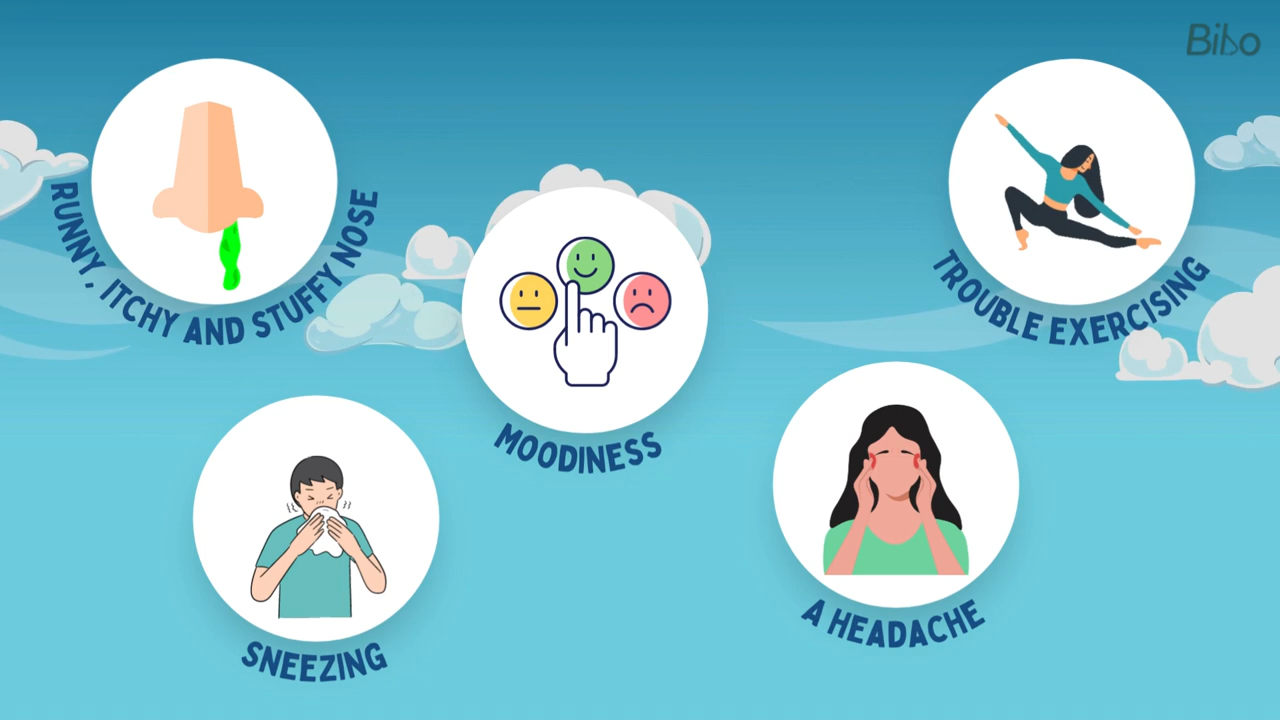 Bibo
RUNNY, ITCHY AND STUFFY NOSE
TROUBLE EXERCISING
MOODINESS
A HEADACHE
SNEEZING